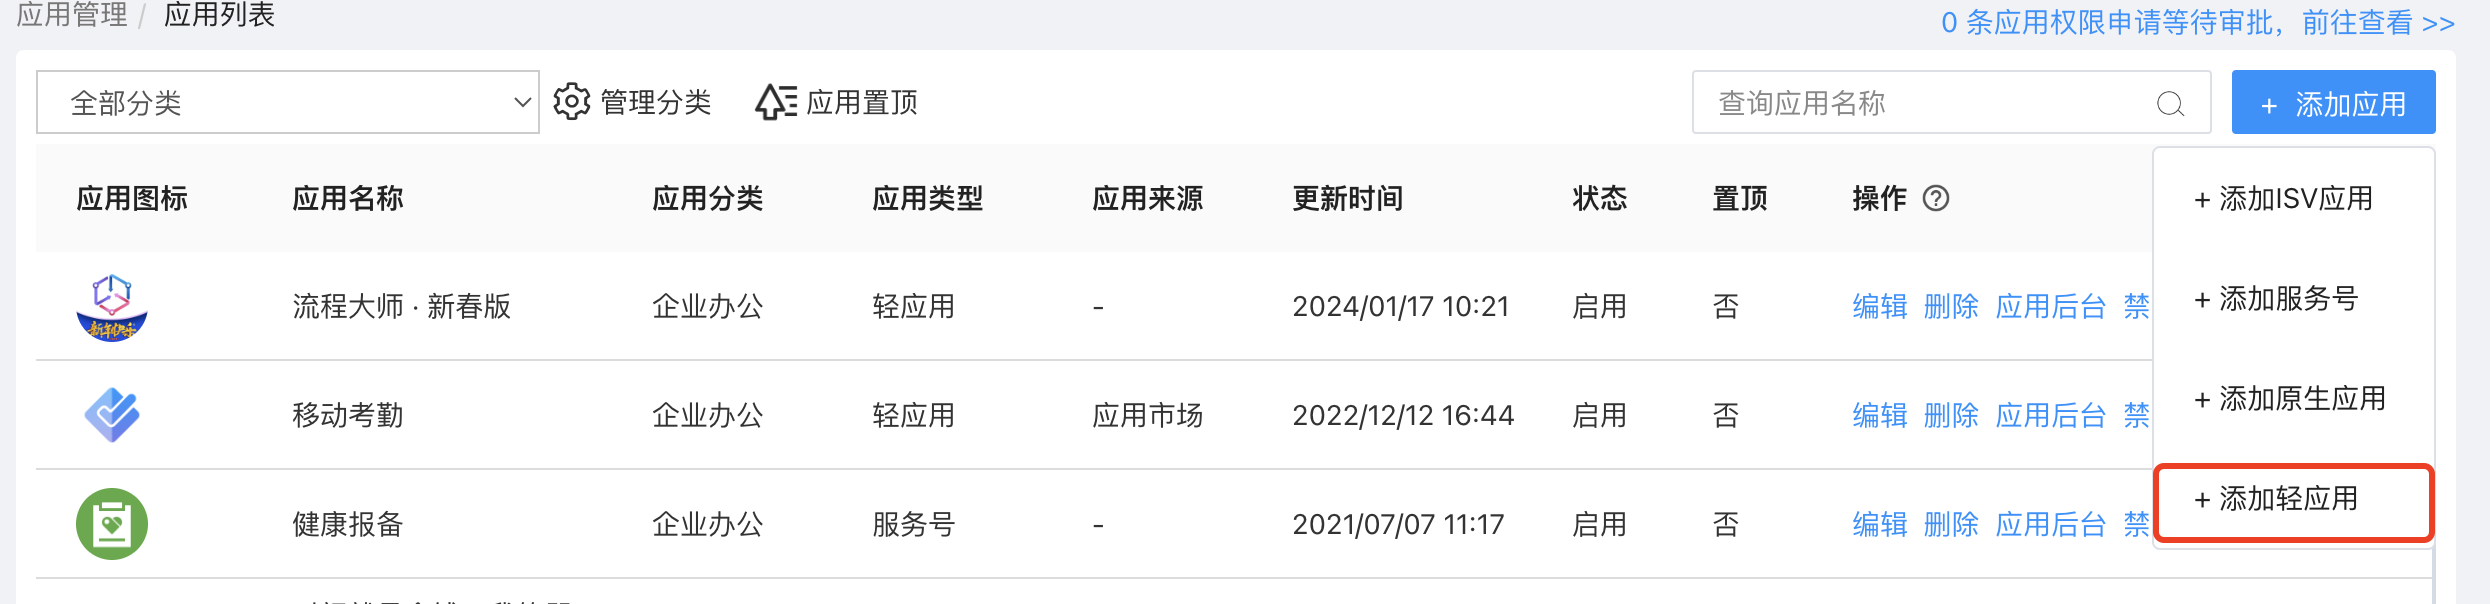 应用管理 / 应用列表
0 条应用权限申请等待审批，前往查看 >>
全部分类 管理分类 应用置顶 查询应用名称 + 添加应用
应用图标 应用名称 应用分类 应用类型 应用来源 更新时间 状态 置顶 操作 ? + 添加ISV应用
+ 添加服务号
新年快乐 流程大师 · 新春版 企业办公 轻应用 - 2024/01/17 10:21 启用 否 编辑 删除 应用后台 禁
+ 添加原生应用
移动考勤 企业办公 轻应用 应用市场 2022/12/12 16:44 启用 否 编辑 删除 应用后台 禁
+ 添加轻应用
健康报备 企业办公 服务号 - 2021/07/07 11:17 启用 否 编辑 删除 应用后台 禁